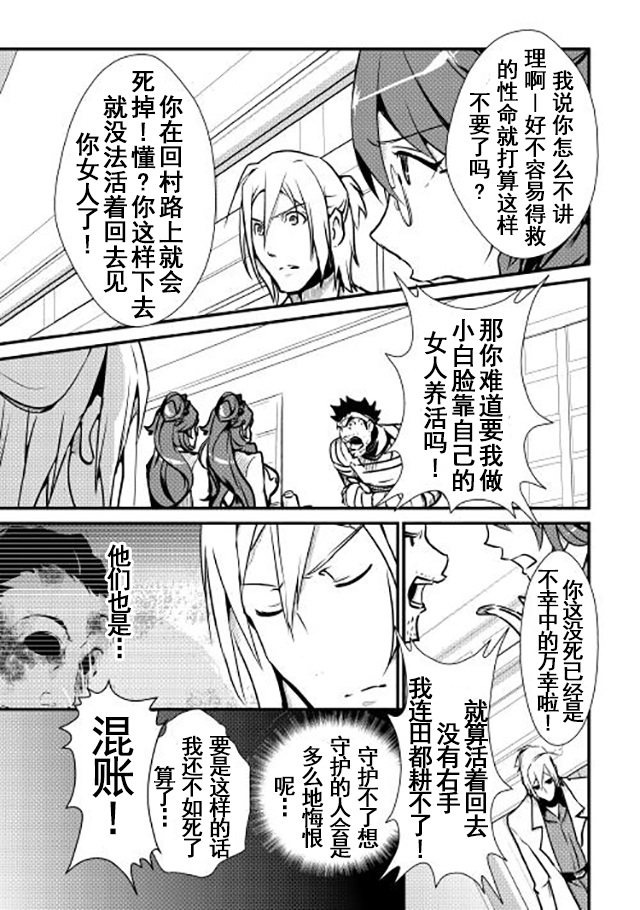 我说你怎么不讲
理啊－好不容易得救
的性命就打算这样
不要了吗？
你在回村路上就会
死掉！懂？你这样下去
就没法活着回去见
你女人了！
那你难道要我做
小白脸靠自己的
女人养活吗！
你这没死已经是
不幸中的万幸啦！
就算活着回去
没有右手
我连田都耕不了！
他们也是…
守护不了想
守护的人会是
多么地悔恨
呢…
要是这样的话
我还不如死了
算了…
混账！